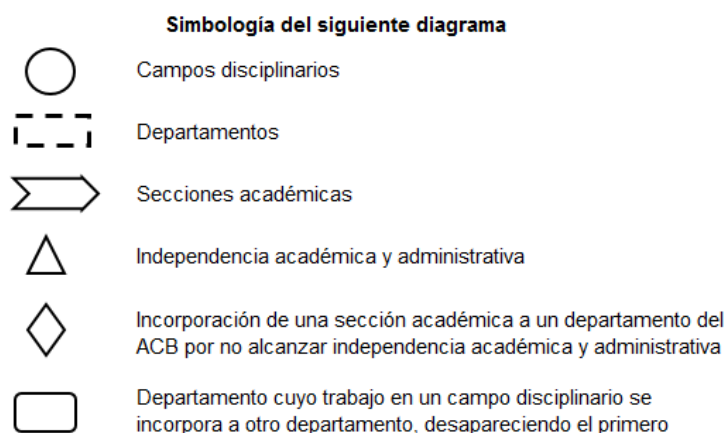 Simbología del siguiente diagrama
Campos disciplinarios
Departamentos
Secciones académicas
Independencia académica y administrativa
Incorporación de una sección académica a un departamento del
ACB por no alcanzar independencia académica y administrativa
Departamento cuyo trabajo en un campo disciplinario se
incorpora a otro departamento, desapareciendo el primero